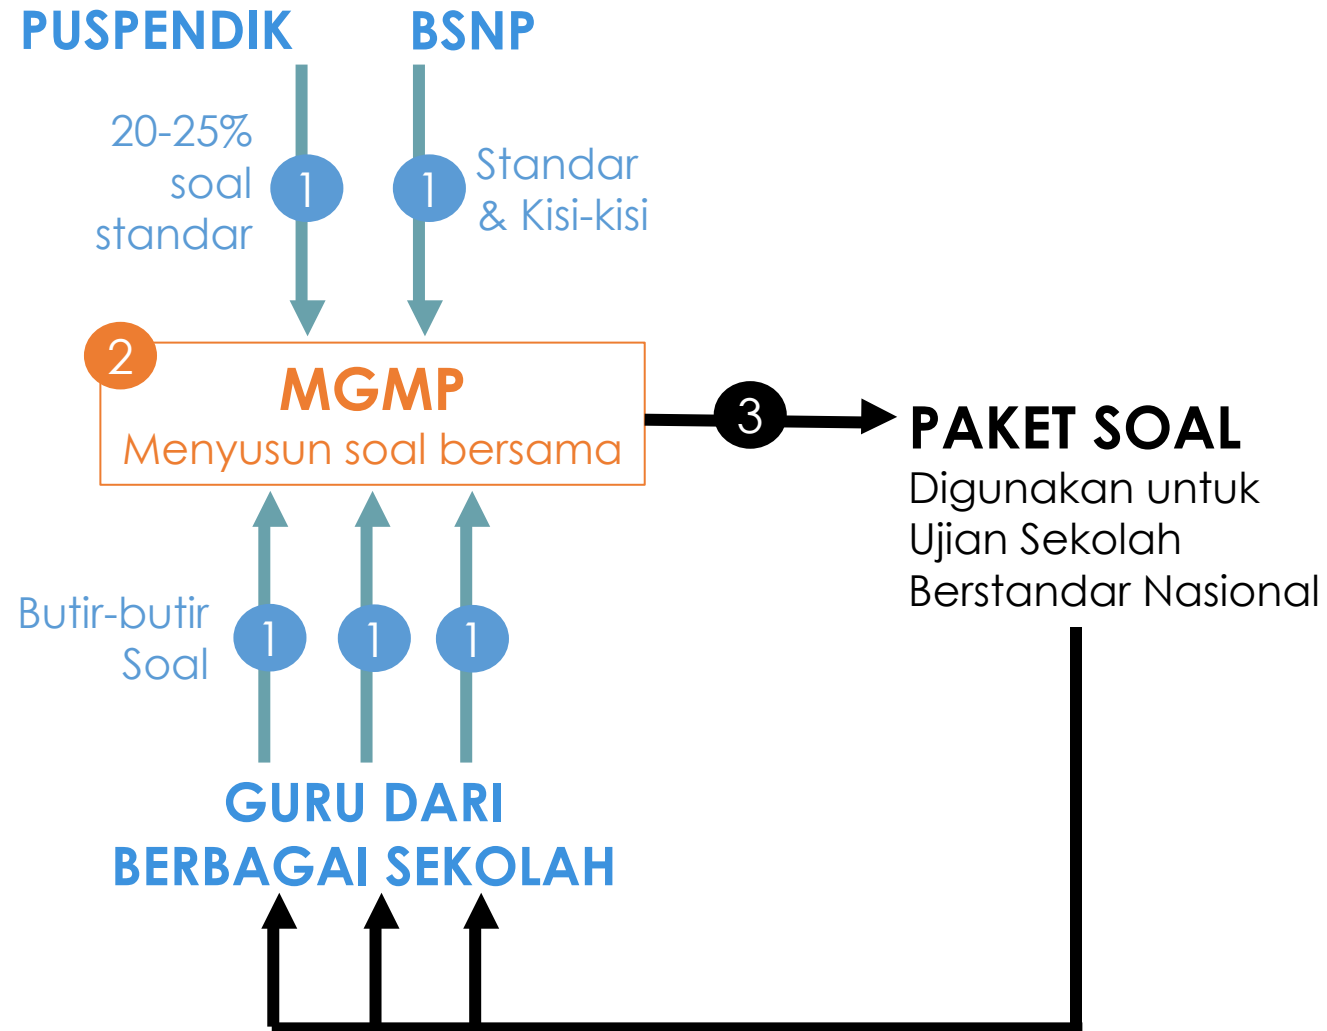 PUSPENDIK
BSNP
20-25%
soal
standar
1
1
Standar
& Kisi-kisi
2
MGMP
Menyusun soal bersama
3
PAKET SOAL
Digunakan untuk
Ujian Sekolah
Berstandar Nasional
Butir-butir
Soal
1
1
1
GURU DARI
BERBAGAI SEKOLAH